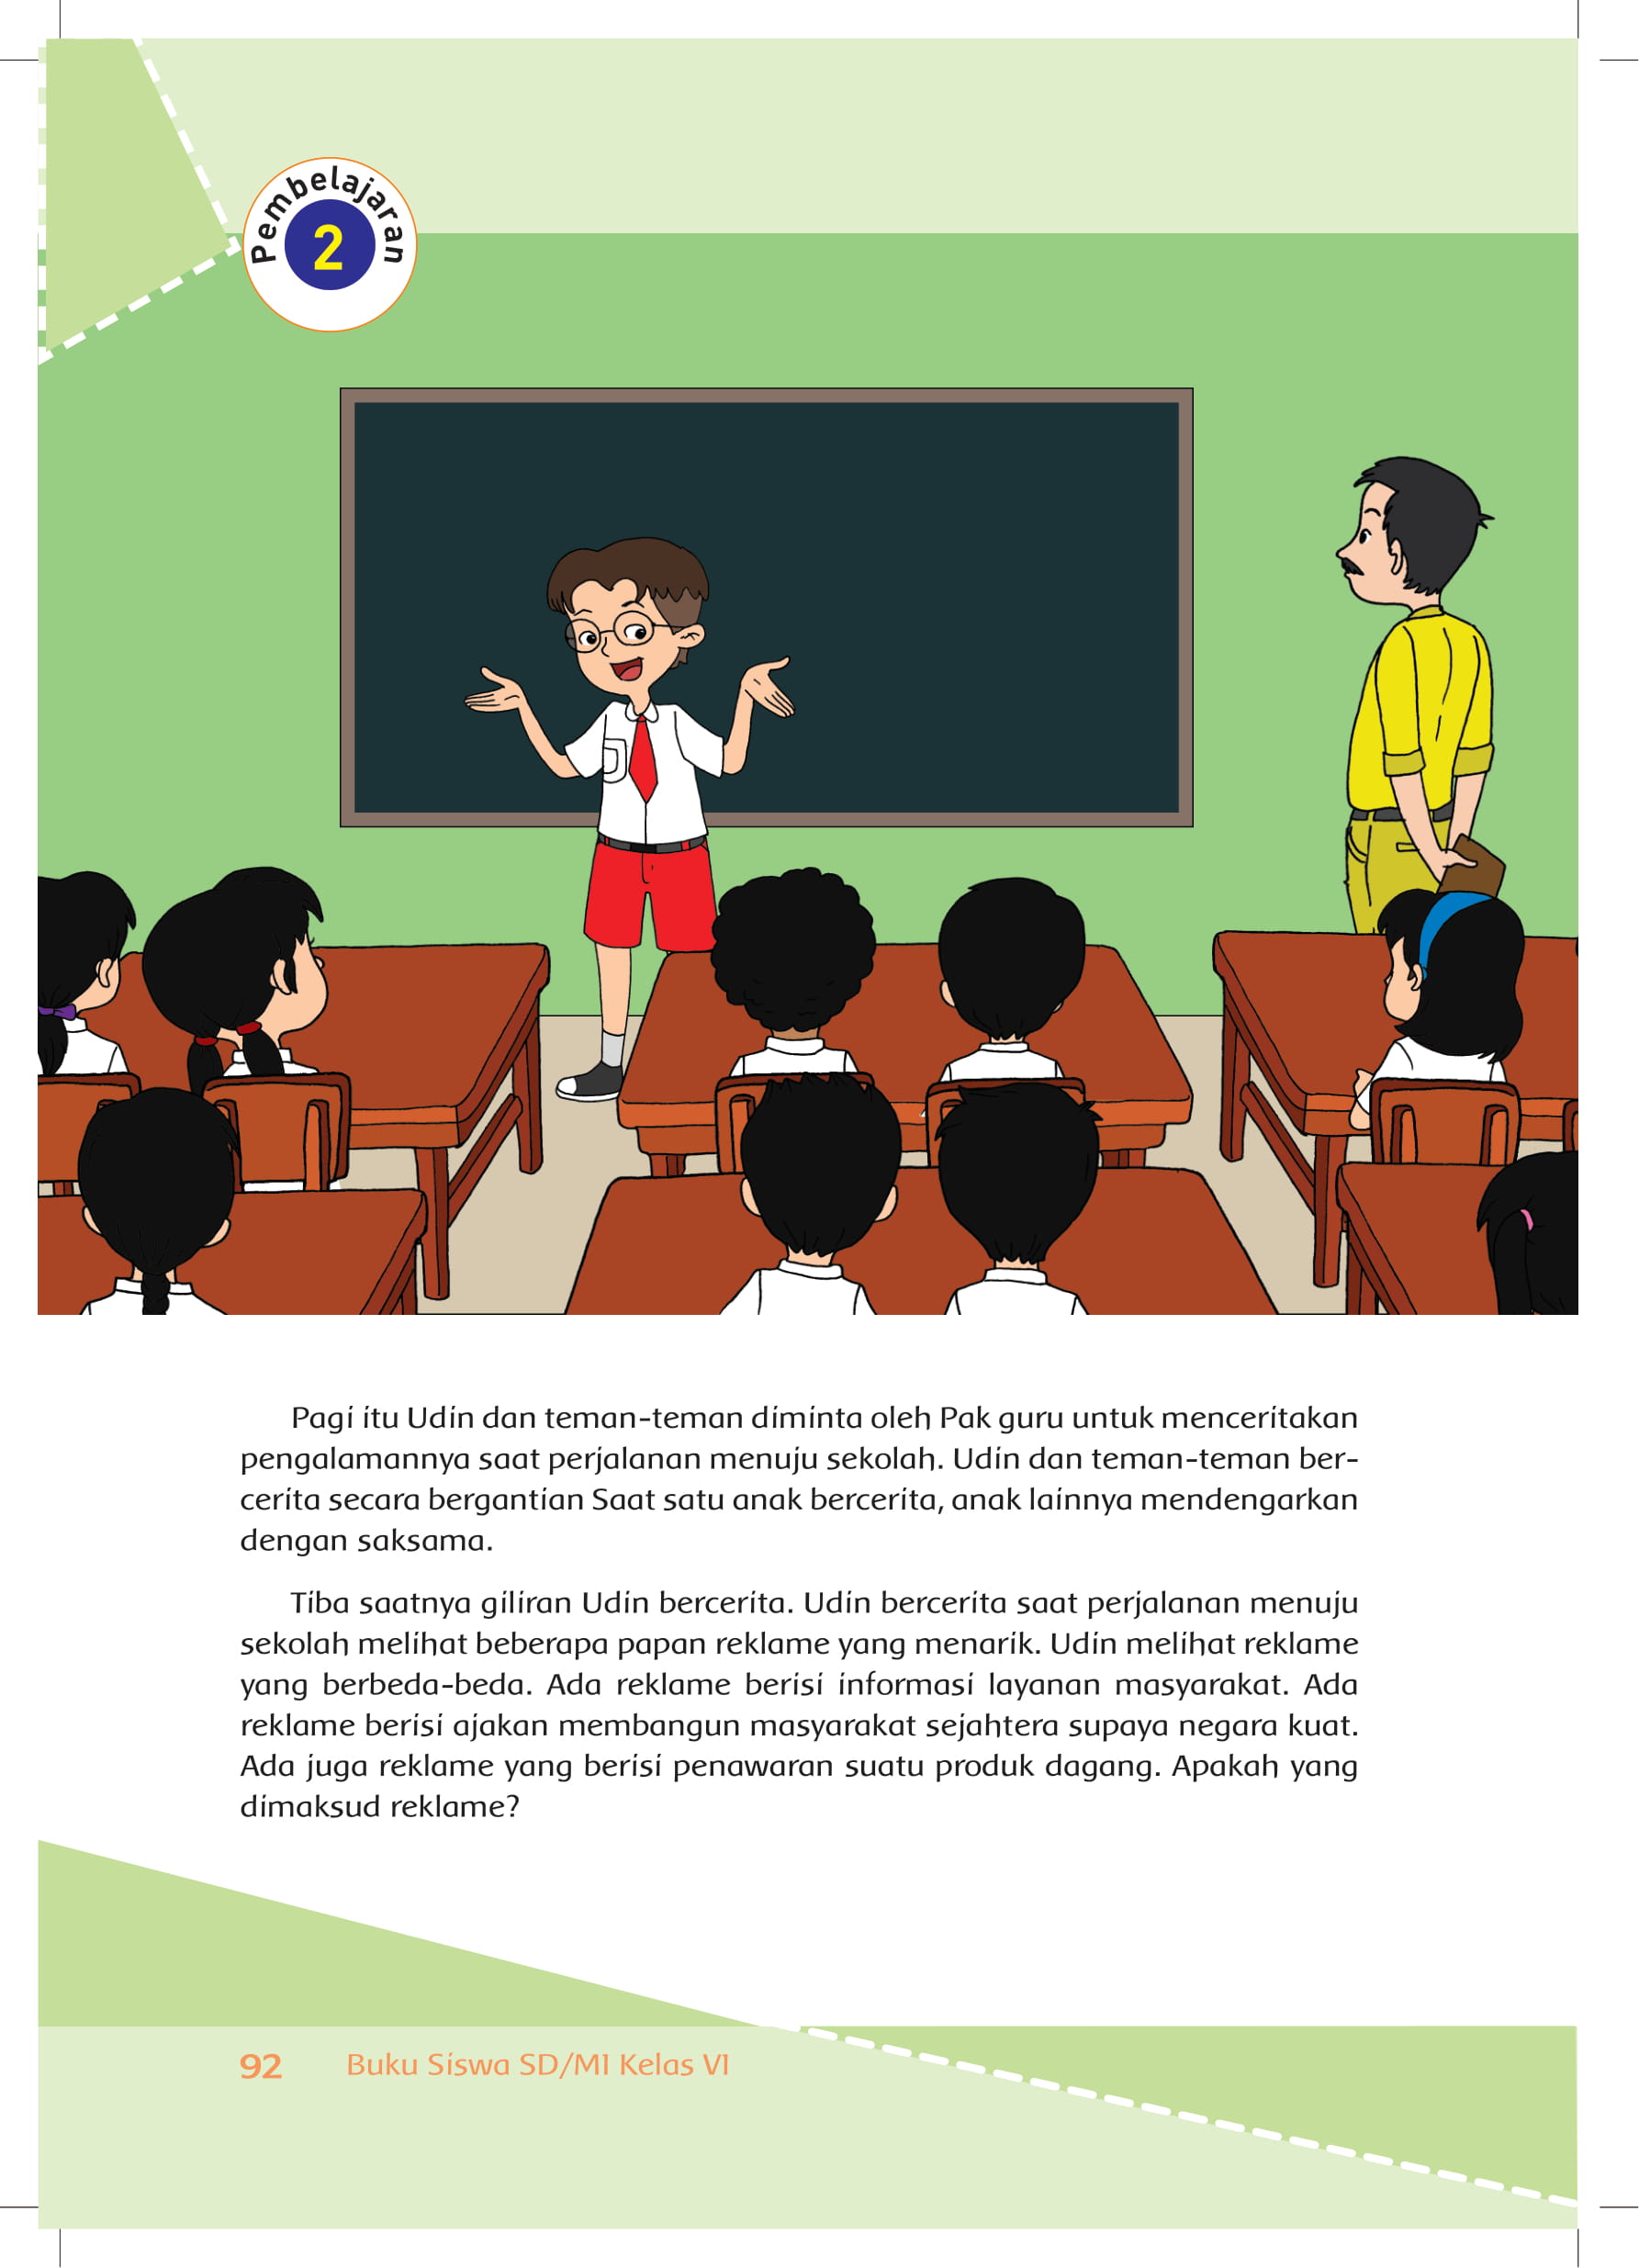 Pembelajaran
2
Pagi itu Udin dan teman-teman diminta oleh Pak guru untuk menceritakan
pengalamannya saat perjalanan menuju sekolah. Udin dan teman-teman ber-
cerita secara bergantian Saat satu anak bercerita, anak lainnya mendengarkan
dengan saksama.
Tiba saatnya giliran Udin bercerita. Udin bercerita saat perjalanan menuju
sekolah melihat beberapa papan reklame yang menarik. Udin melihat reklame
yang berbeda-beda. Ada reklame berisi informasi layanan masyarakat. Ada
reklame berisi ajakan membangun masyarakat sejahtera supaya negara kuat.
Ada juga reklame yang berisi penawaran suatu produk dagang. Apakah yang
dimaksud reklame?
92 Buku Siswa SD/MI Kelas VI